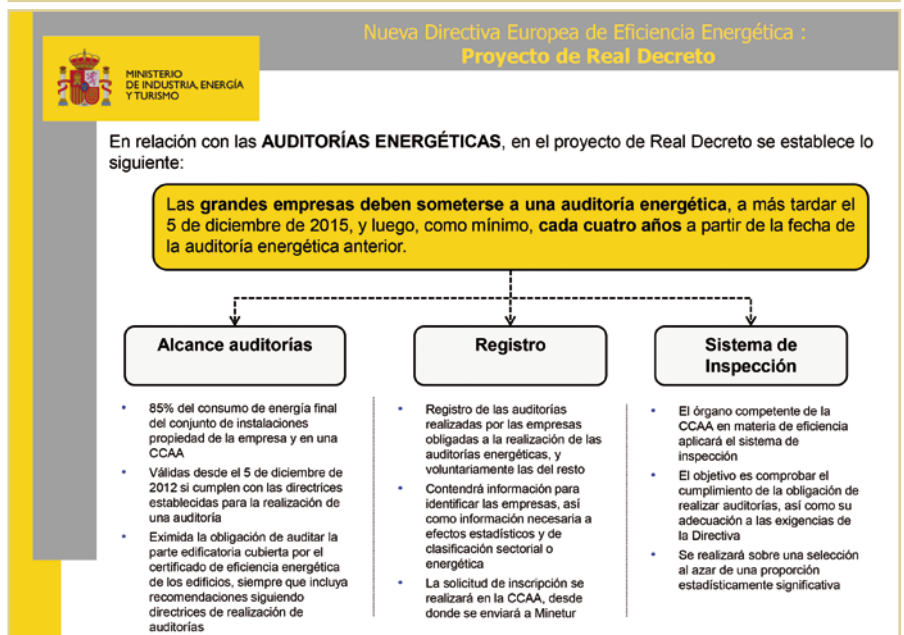 Nueva Directiva Europea de Eficiencia Energética :
Proyecto de Real Decreto
MINISTERIO
DE INDUSTRIA, ENERGÍA
Y TURISMO
En relación con las AUDITORÍAS ENERGÉTICAS, en el proyecto de Real Decreto se establece lo
siguiente:
Las grandes empresas deben someterse a una auditoría energética, a más tardar el
5 de diciembre de 2015, y luego, como mínimo, cada cuatro años a partir de la fecha de
la auditoría energética anterior.
Alcance auditorías
• 85% del consumo de energía final
del conjunto de instalaciones
propiedad de la empresa y en una
CCAA
• Válidas desde el 5 de diciembre de
2012 si cumplen con las directrices
establecidas para la realización de
una auditoría
• Eximida la obligación de auditar la
parte edificatoria cubierta por el
certificado de eficiencia energética
de los edificios, siempre que incluya
recomendaciones siguiendo
directrices de realización de
auditorías
Registro
• Registro de las auditorías
realizadas por las empresas
obligadas a la realización de las
auditorías energéticas, y
voluntariamente las del resto
• Contendrá información para
identificar las empresas, así
como información necesaria a
efectos estadísticos y de
clasificación sectorial o
energética
• La solicitud de inscripción se
realizará en la CCAA, desde
donde se enviará a Minetur
Sistema de
Inspección
• El órgano competente de la
CCAA en materia de eficiencia
aplicará el sistema de
inspección
• El objetivo es comprobar el
cumplimiento de la obligación de
realizar auditorías, así como su
adecuación a las exigencias de
la Directiva
• Se realizará sobre una selección
al azar de una proporción
estadísticamente significativa